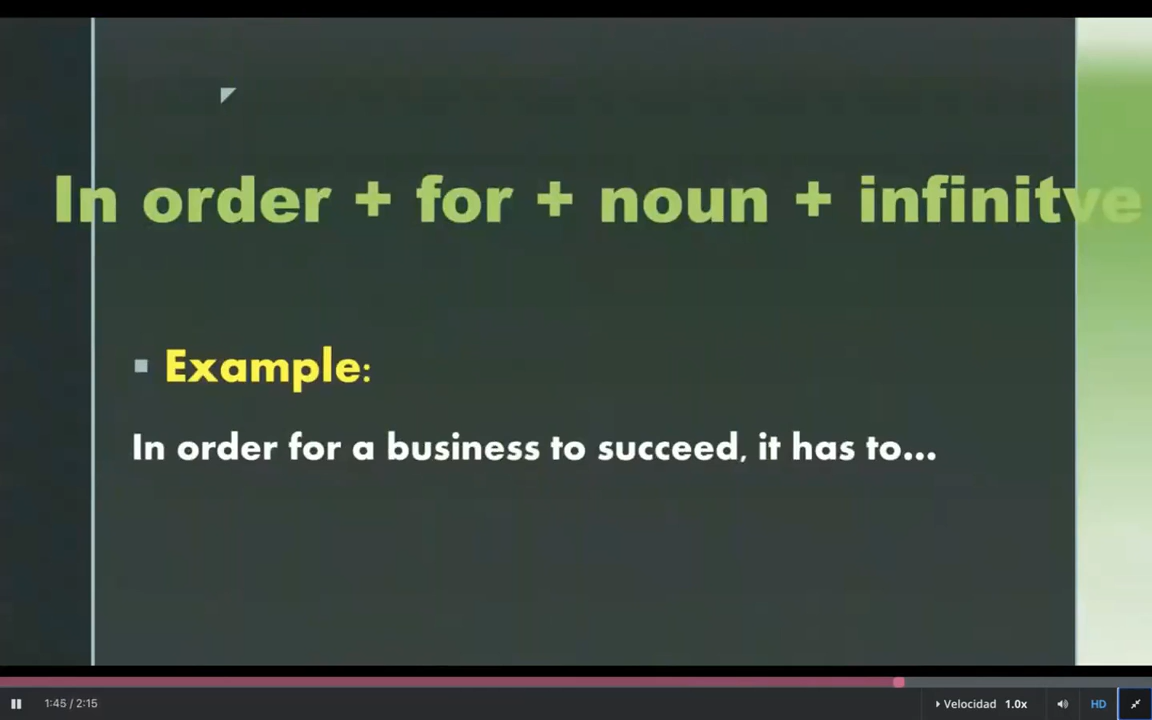 In order + for + noun + infinitve
Example:
In order for a business to succeed, it has to...
1:45 / 2:15
Velocidad 1.0x
HD